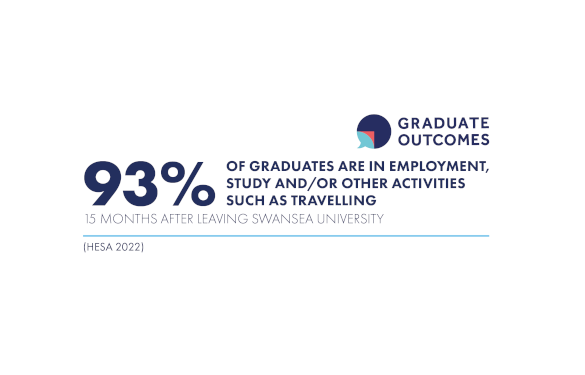 GRADUATE
OUTCOMES
93%
OF GRADUATES ARE IN EMPLOYMENT,
STUDY AND/OR OTHER ACTIVITIES
SUCH AS TRAVELLING
15 MONTHS AFTER LEAVING SWANSEA UNIVERSITY
(HESA 2022)